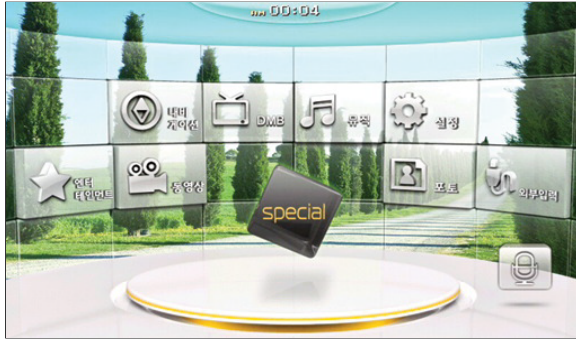 AM 00:04
내비
게이션
DMB
뮤직
설정
엔터
테인먼트
동영상
포토
외부입력
special